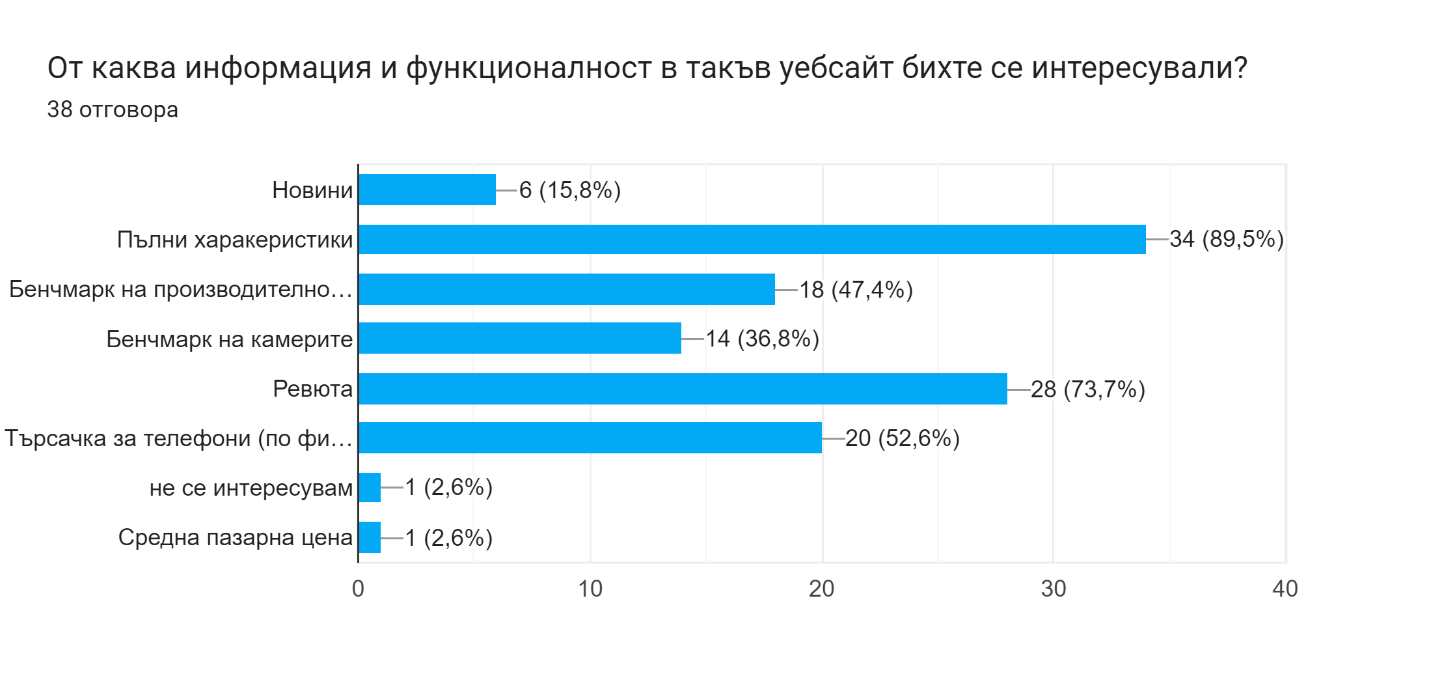 От каква информация и функционалност в такъв уебсайт бихте се интересували?
38 отговора
Новини 6 (15,8%)
Пълни харакеристики 34 (89,5%)
Бенчмарк на производително… 18 (47,4%)
Бенчмарк на камерите 14 (36,8%)
Ревюта 28 (73,7%)
Търсачка за телефони (по фи… 20 (52,6%)
не се интересувам 1 (2,6%)
Средна пазарна цена 1 (2,6%)
0 10 20 30 40